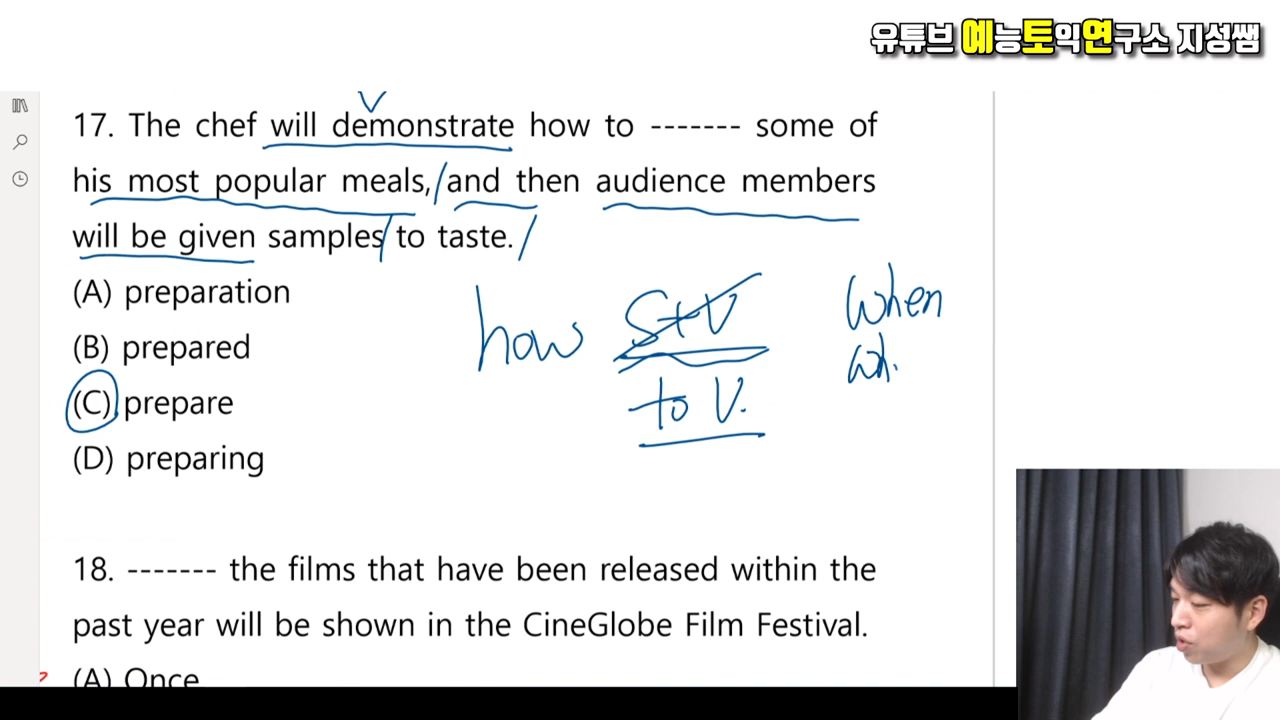 유튜브 예능토익연구소 지성쌤
V
17. The chef will demonstrate how to ------- some of
his most popular meals, and then audience members
will be given samples to taste.
(A) preparation
(B) prepared
(C) prepare
(D) preparing
how S+V
to V.
when
wh.
18. ------- the films that have been released within the
past year will be shown in the CineGlobe Film Festival.
(A) Once